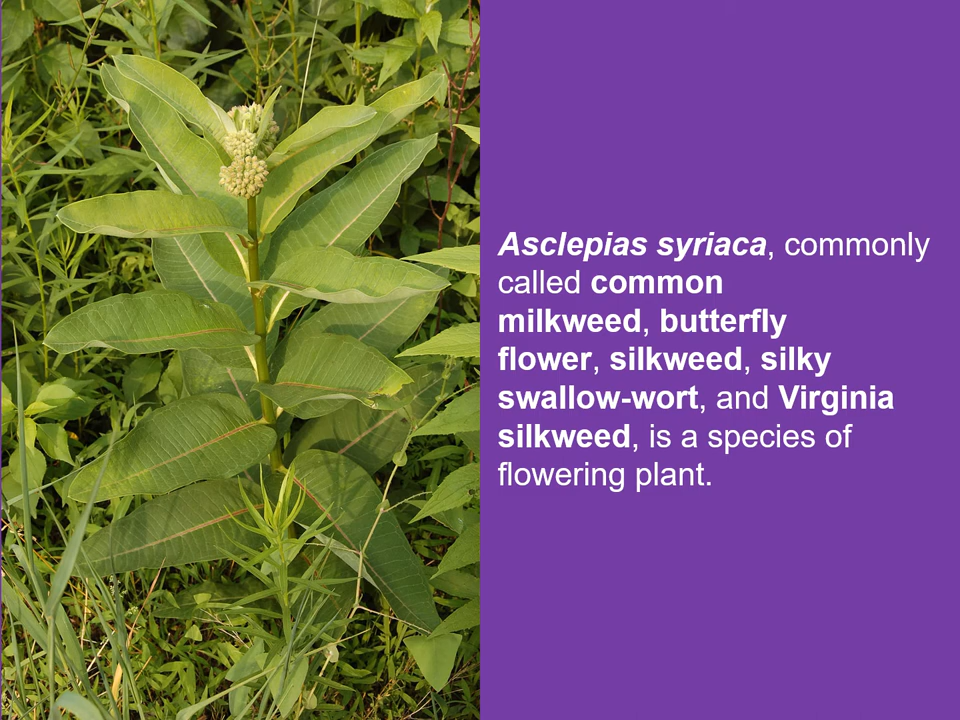 Asclepias syriaca, commonly
called common
milkweed, butterfly
flower, silkweed, silky
swallow-wort, and Virginia
silkweed, is a species of
flowering plant.